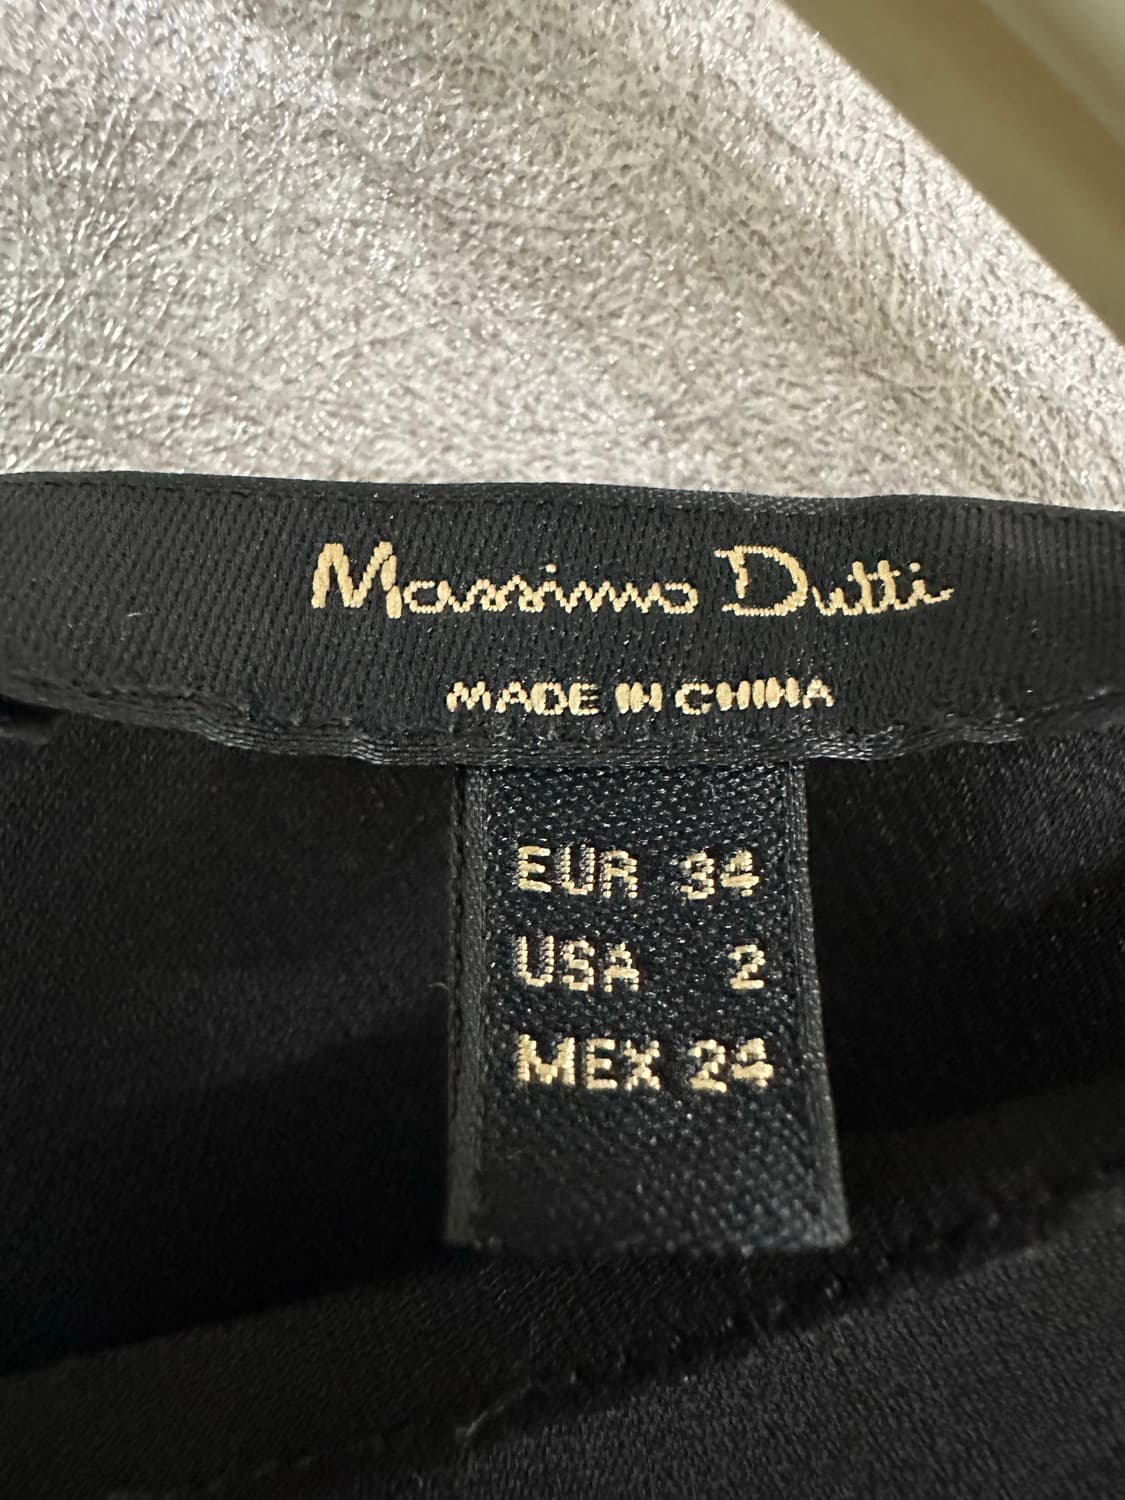 Massimo Dutti
MADE IN CHINA
EUR 34
USA 2
MEX 24